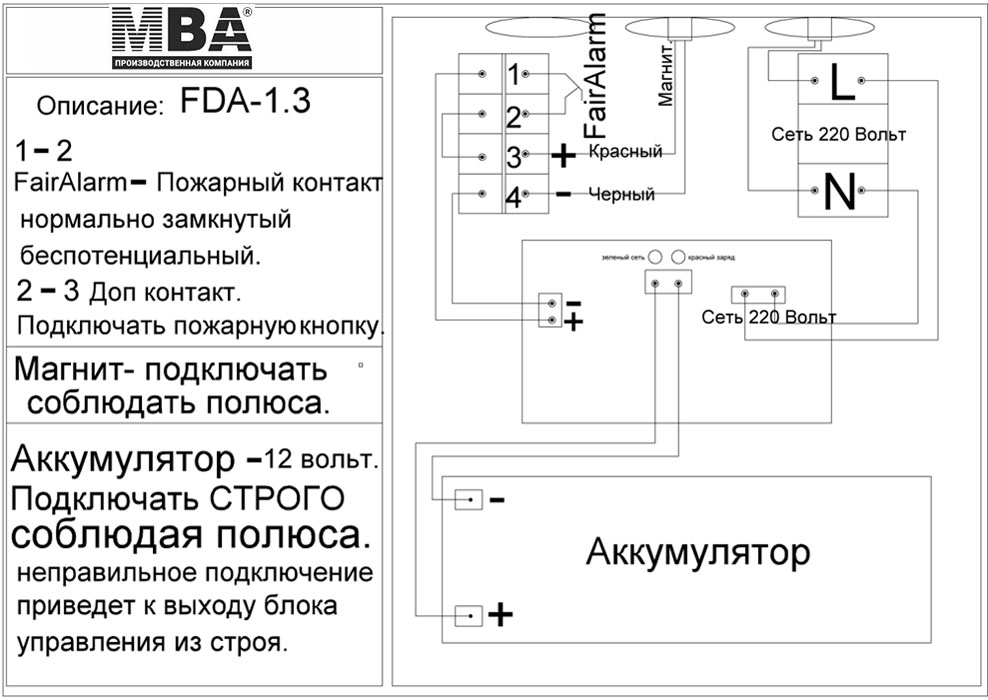 МВА®
ПРОИЗВОДСТВЕННАЯ КОМПАНИЯ
Описание: FDA-1.3
1 – 2
FairAlarm – Пожарный контакт
нормально замкнутый
беспотенциальный.
2 – 3 Доп контакт.
Подключать пожарную кнопку.
Магнит- подключать
соблюдать полюса.
Аккумулятор –12 вольт.
Подключать СТРОГО
соблюдая полюса.
неправильное подключение
приведет к выходу блока
управления из строя.
FairAlarm
Магнит.
1
2
3 + Красный
4 - Черный
L
Сеть 220 Вольт
N
зеленый сеть
красный заряд
-
+
Сеть 220 Вольт
-
Аккумулятор
+